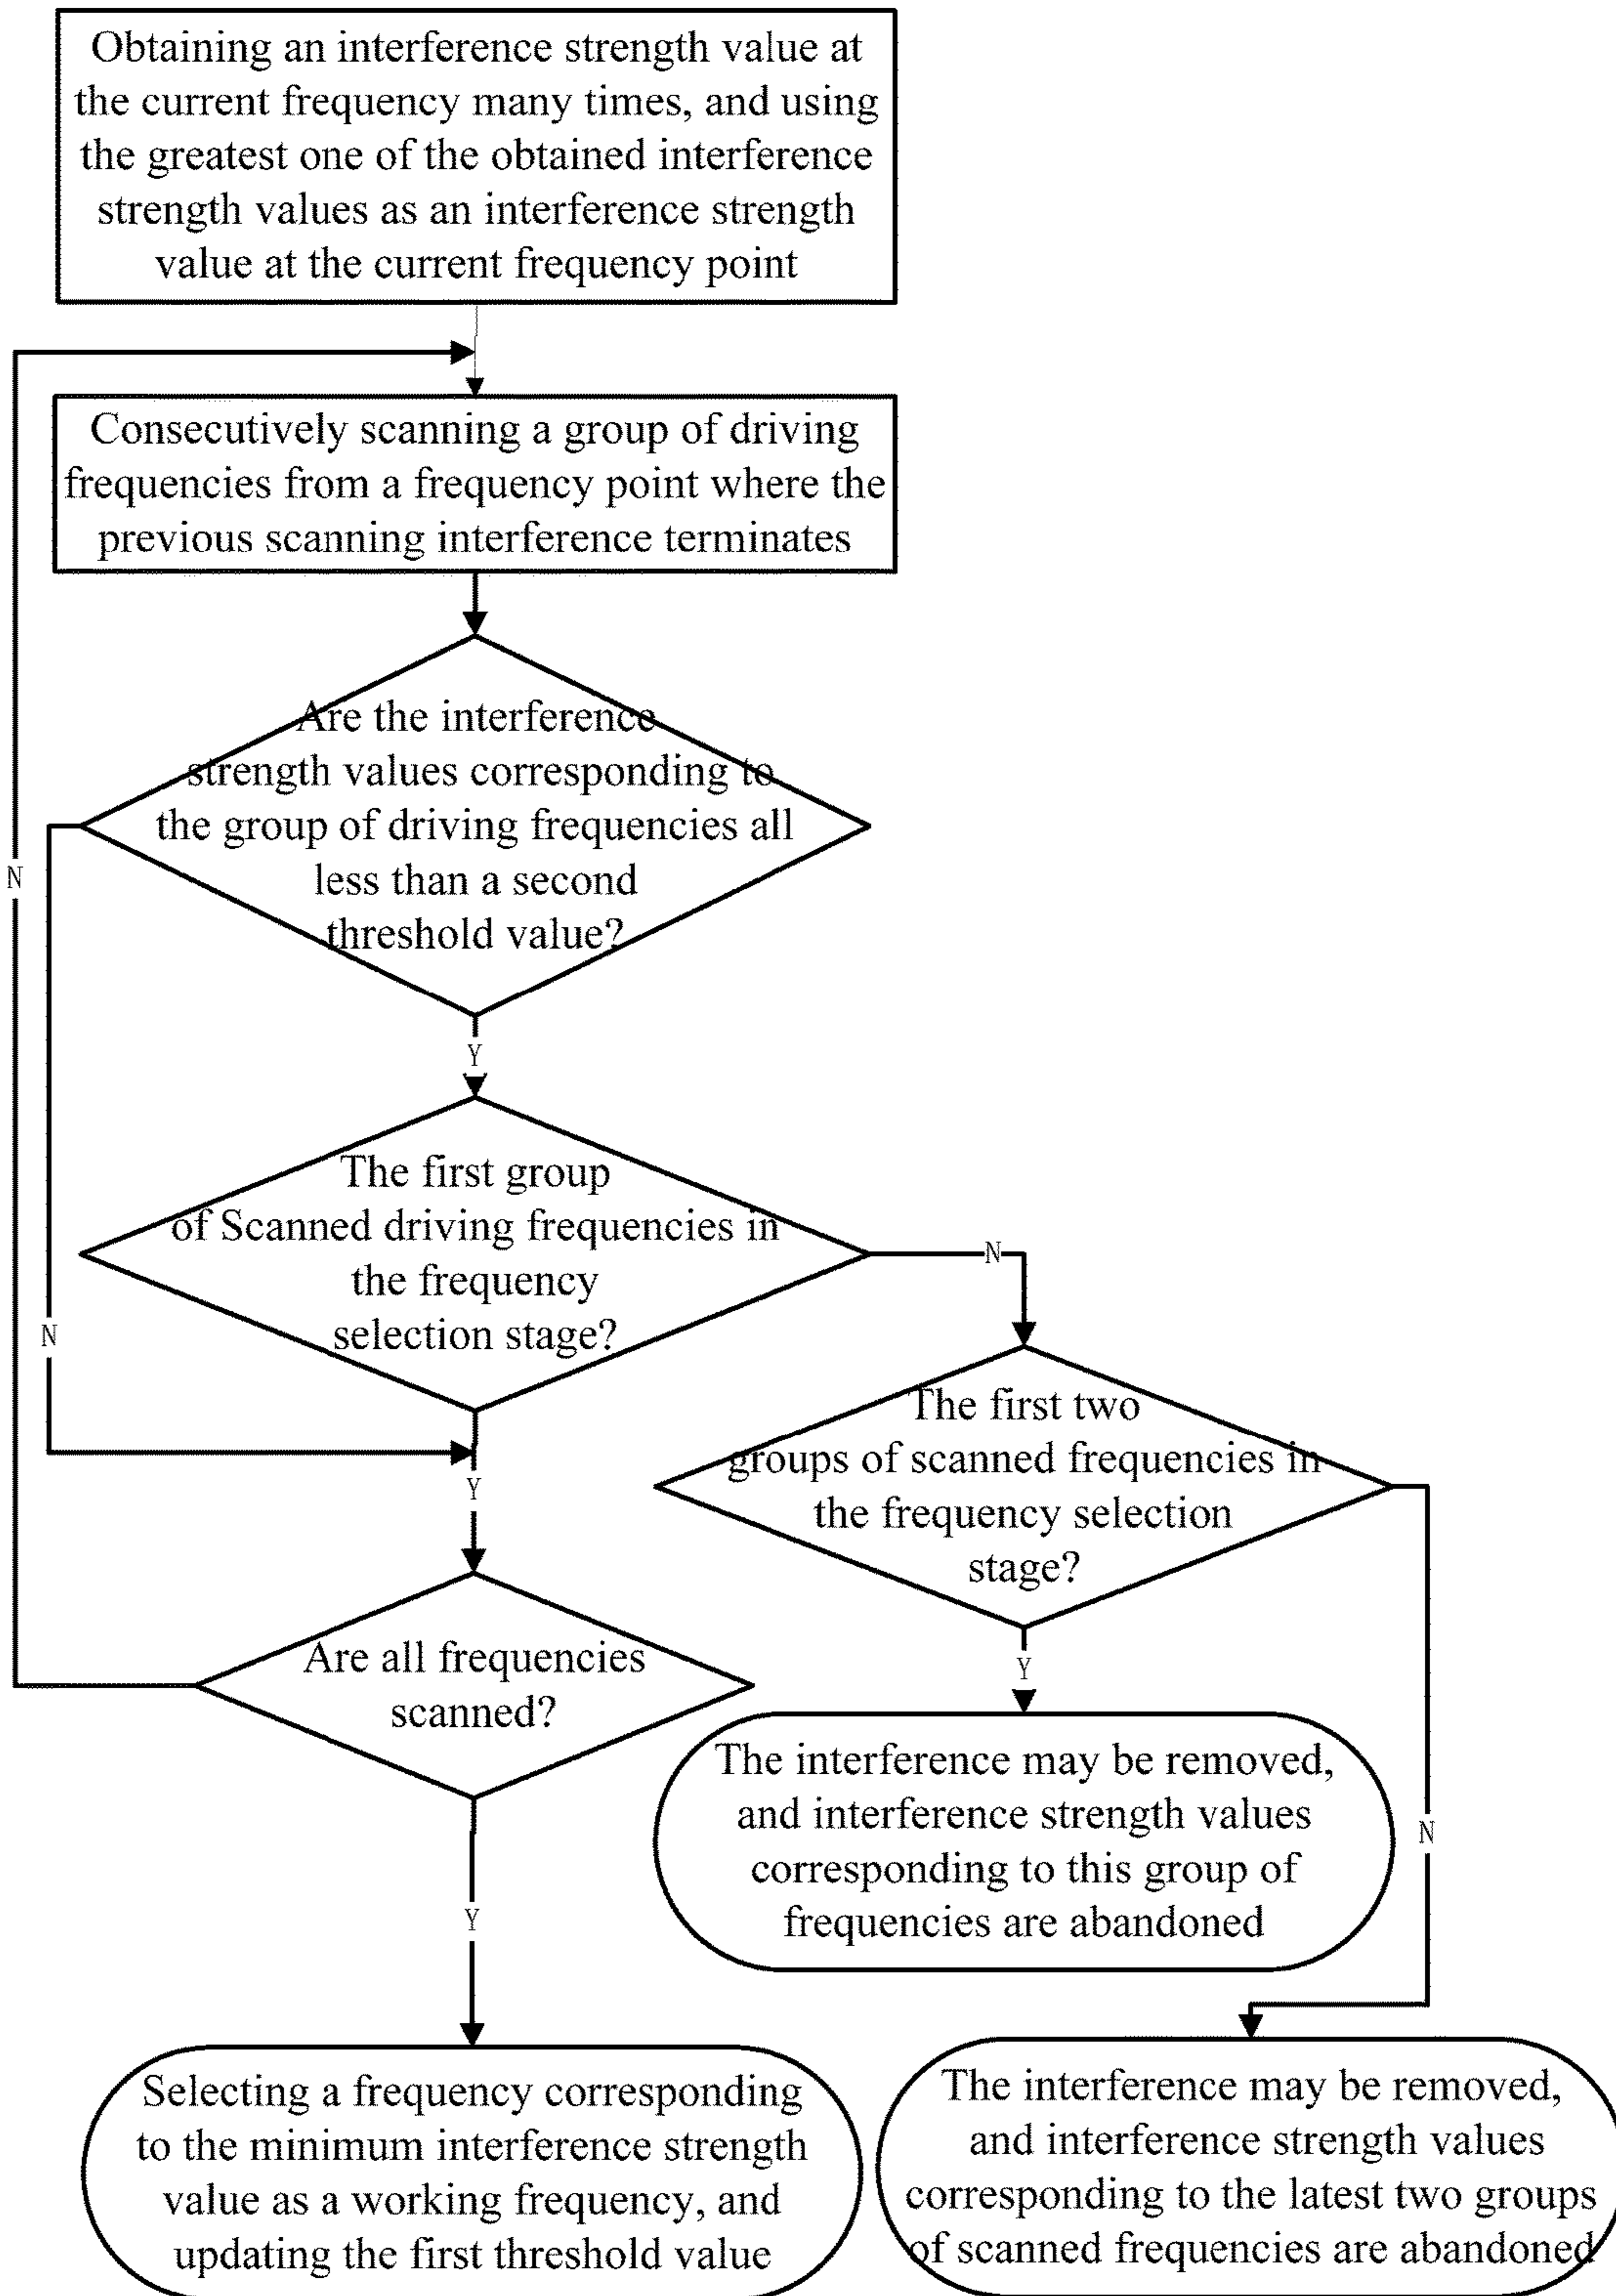 Obtaining an interference strength value at
the current frequency many times, and using
the greatest one of the obtained interference
strength values as an interference strength
value at the current frequency point
Consecutively scanning a group of driving
frequencies from a frequency point where the
previous scanning interference terminates
Are the interference
strength values corresponding to
the group of driving frequencies all
less than a second
threshold value?
N
Y
The first group
of Scanned driving frequencies in
the frequency
selection stage?
N
N
The first two
groups of scanned frequencies in
the frequency selection
stage?
Y
Are all frequencies
scanned?
Y
The interference may be removed,
and interference strength values
corresponding to this group of
frequencies are abandoned
N
Y
Selecting a frequency corresponding
to the minimum interference strength
value as a working frequency, and
updating the first threshold value
The interference may be removed,
and interference strength values
corresponding to the latest two groups
of scanned frequencies are abandoned